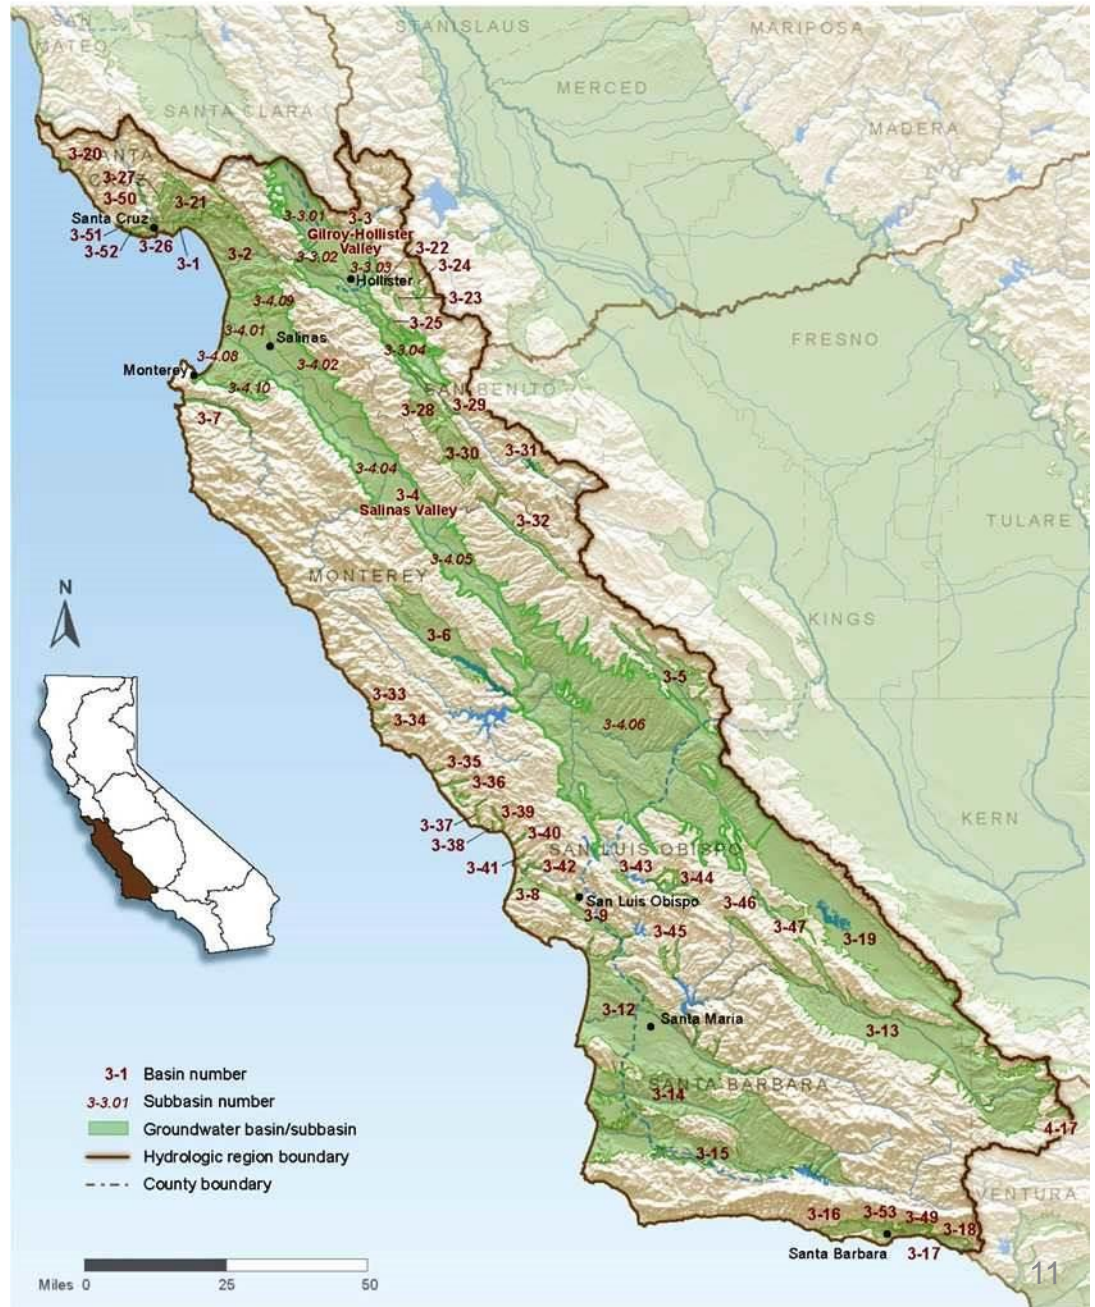 SAN
MATEO
STANISLAUS
MARIPOSA
MERCED
SANTA CLARA
MADERA
3-20
SANTA
CRUZ
3-27
3-50
3-21
Santa Cruz
3-51
3-52
3-26
3-1
3-2
3-3.01
3-3
Gilroy-Hollister
Valley
3-3.02
3-3.03
Hollister
3-22
3-24
3-23
3-25
3-3.04
3-4.09
3-4.01
Salinas
3-4.08
3-4.02
Monterey
3-4.10
3-7
FRESNO
SAN BENITO
3-28
3-29
3-30
3-31
3-4.04
3-4
Salinas Valley
3-32
TULARE
3-4.05
MONTEREY
N
KINGS
3-6
3-5
3-33
3-34
3-4.06
3-35
3-36
3-39
3-37
3-38
3-40
KERN
SAN LUIS OBISPO
3-41
3-42
3-43
3-44
3-8
San Luis Obispo
3-9
3-46
3-45
3-47
3-19
3-12
Santa Maria
3-13
SANTA BARBARA
3-14
4-17
3-15
VENTURA
3-16
3-53
3-49
3-18
Santa Barbara
3-17
3-1 Basin number
3-3.01 Subbasin number
Groundwater basin/subbasin
Hydrologic region boundary
County boundary
Miles 0 25 50
11